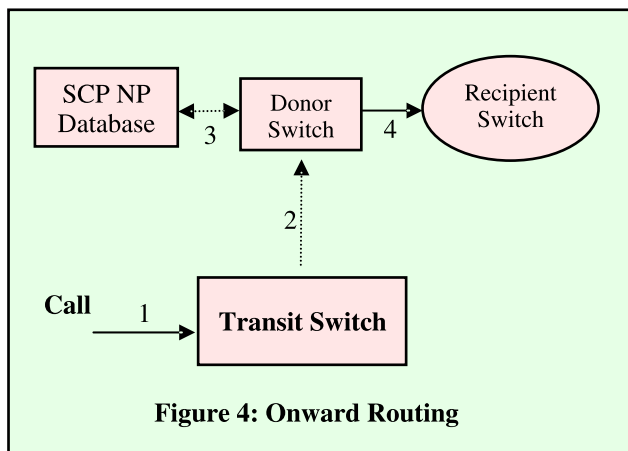 SCP NP
Database
3
Donor
Switch
4
Recipient
Switch
2
Call
1
Transit Switch
Figure 4: Onward Routing